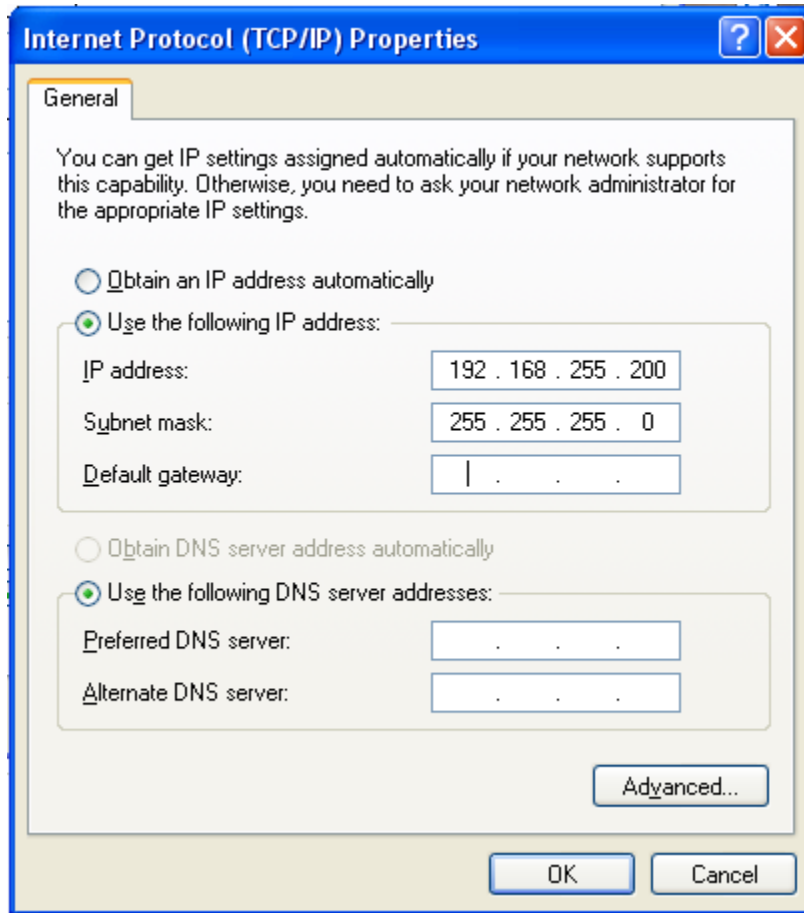 Internet Protocol (TCP/IP) Properties
General
You can get IP settings assigned automatically if your network supports
this capability. Otherwise, you need to ask your network administrator for
the appropriate IP settings.
Obtain an IP address automatically
Use the following IP address:
IP address: 192 . 168 . 255 . 200
Subnet mask: 255 . 255 . 255 . 0
Default gateway: . . .
Obtain DNS server address automatically
Use the following DNS server addresses:
Preferred DNS server: . . .
Alternate DNS server: . . .
Advanced...
OK Cancel